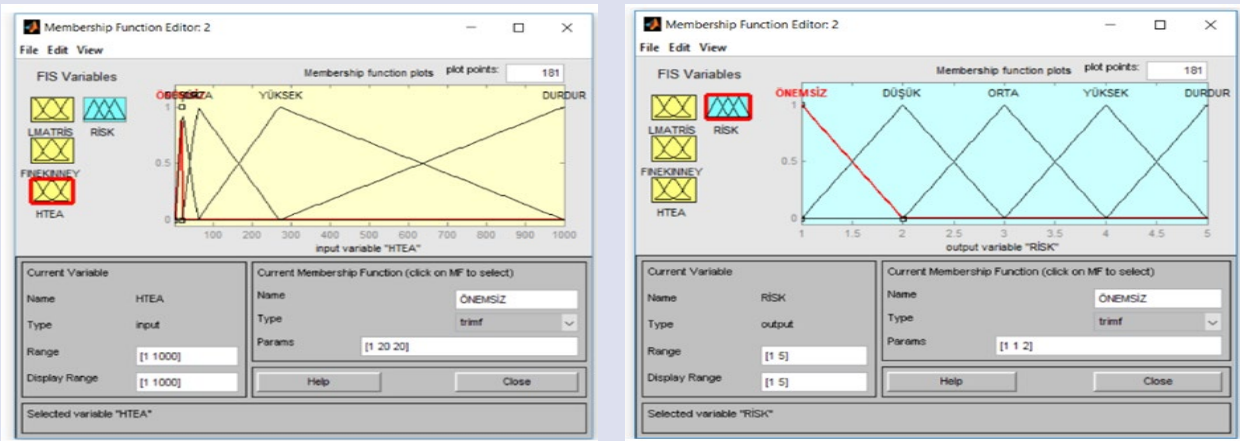 Membership Function Editor: 2
File Edit View
FIS Variables
Membership function plots
plot points:
181
LMATRİS
RİSK
FINEKINNEY
HTEA
YÜKSEK
DURDUR
1
0.5
0
100 200 300 400 500 600 700 800 900 1000
input variable "HTEA"
Current Variable
Name HTEA
Type input
Range [1 1000]
Display Range [1 1000]
Current Membership Function (click on MF to select)
Name ÖNEMSİZ
Type trimf
Params [1 20 20]
Help Close
Selected variable "HTEA"
Membership Function Editor: 2
File Edit View
FIS Variables
Membership function plots
plot points:
181
LMATRİS
RİSK
FINEKINNEY
HTEA
ÖNEMSİZ DÜŞÜK ORTA YÜKSEK DURDUR
1
0.5
0
1 1.5 2 2.5 3 3.5 4 4.5 5
output variable "RİSK"
Current Variable
Name RİSK
Type output
Range [1 5]
Display Range [1 5]
Current Membership Function (click on MF to select)
Name ÖNEMSİZ
Type trimf
Params [1 1 2]
Help Close
Selected variable "RİSK"